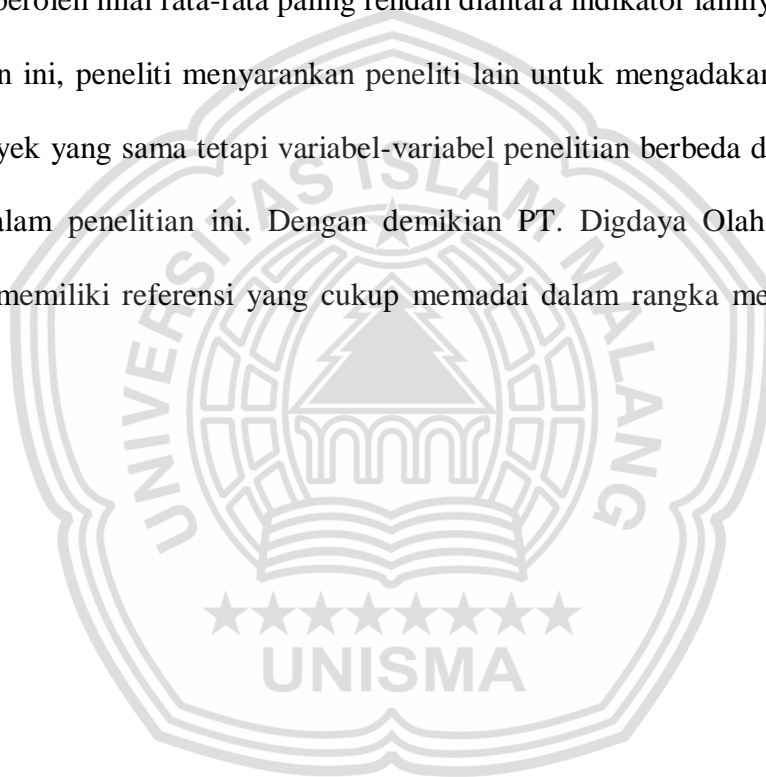 peroleh nilai rata-rata paling rendah diantara indikator lainny
n ini, peneliti menyarankan peneliti lain untuk mengadakan
yek yang sama tetapi variabel-variabel penelitian berbeda d
alam penelitian ini. Dengan demikian PT. Digdaya Olah
memiliki referensi yang cukup memadai dalam rangka me
UNIVERSITAS ISLAM MALANG
UNISMA